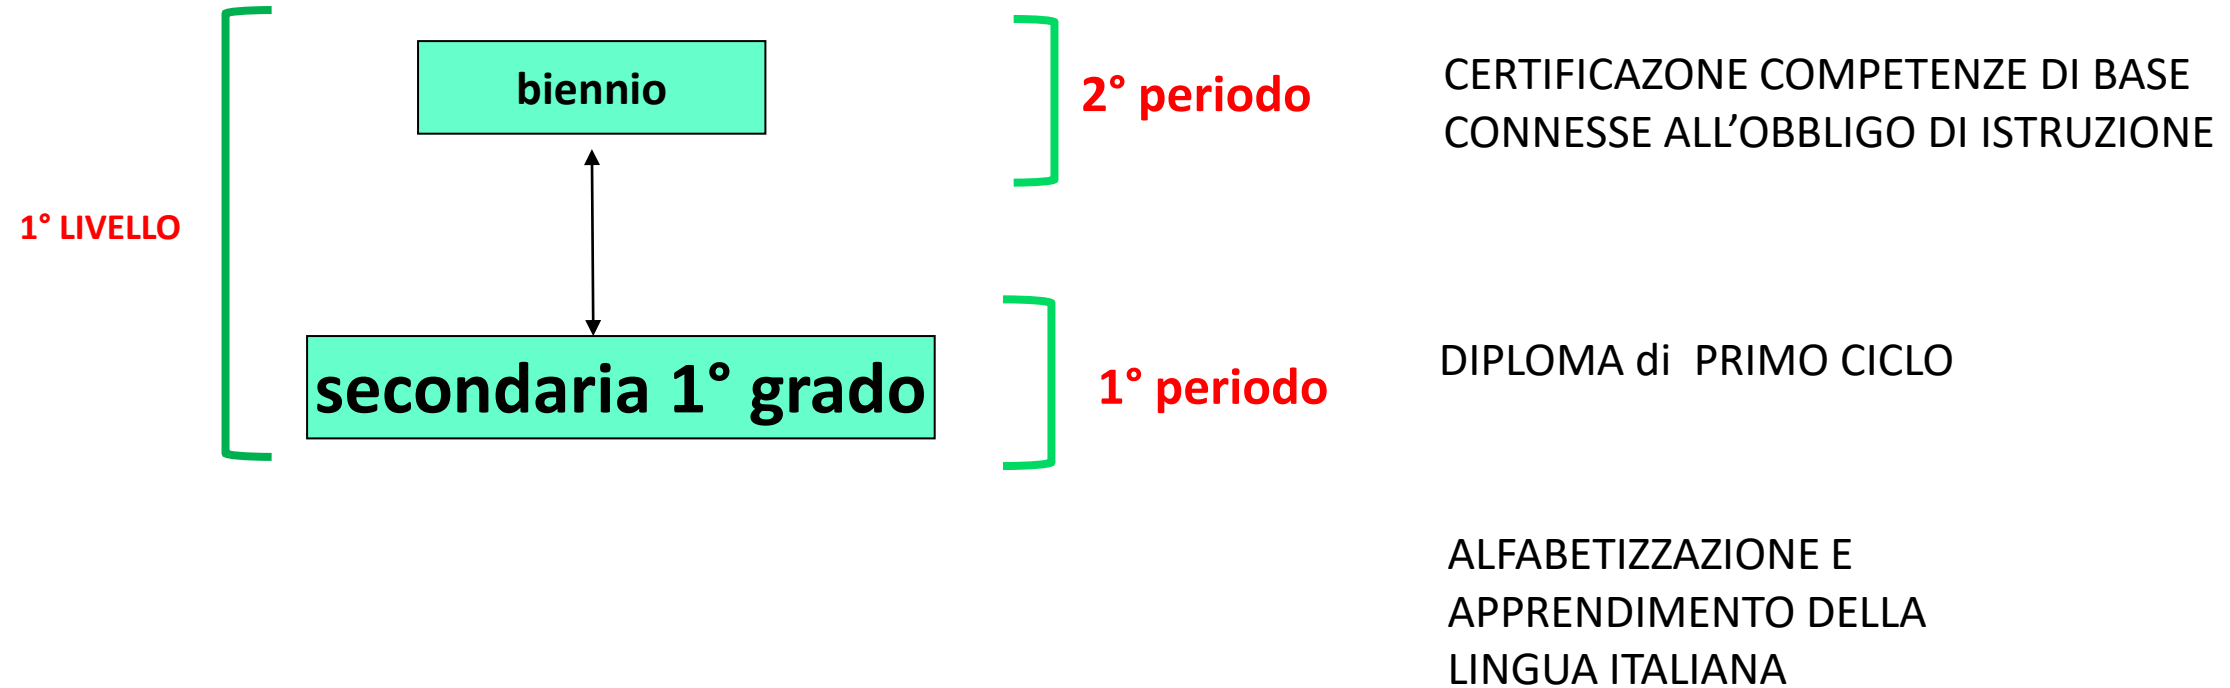 biennio
2° periodo
CERTIFICAZONE COMPETENZE DI BASE
CONNESSE ALL’OBBLIGO DI ISTRUZIONE
1° LIVELLO
secondaria 1° grado
1° periodo
DIPLOMA di PRIMO CICLO
ALFABETIZZAZIONE E
APPRENDIMENTO DELLA
LINGUA ITALIANA